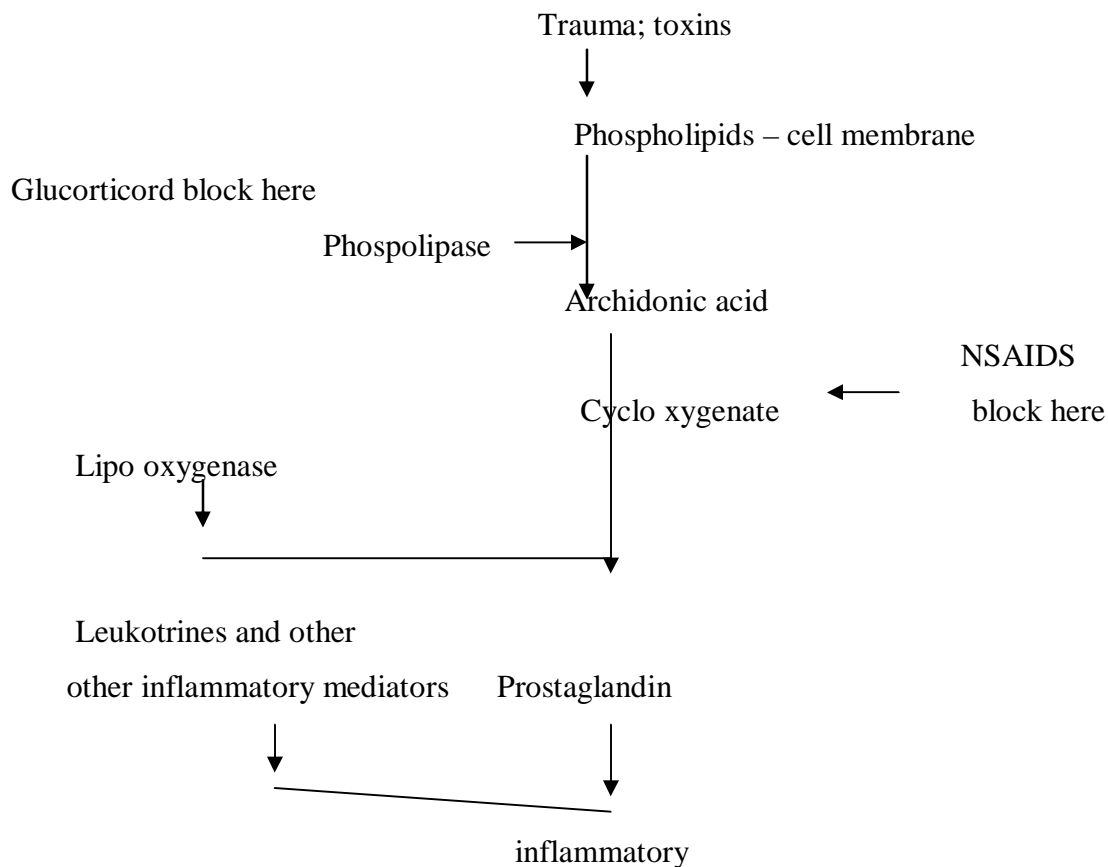 Trauma; toxins
Phospholipids – cell membrane
Glucorticord block here
Phospolipase
Archidonic acid
NSAIDS
Cyclo xygenate
block here
Lipo oxygenase
Leukotrines and other
other inflammatory mediators
Prostaglandin
inflammatory